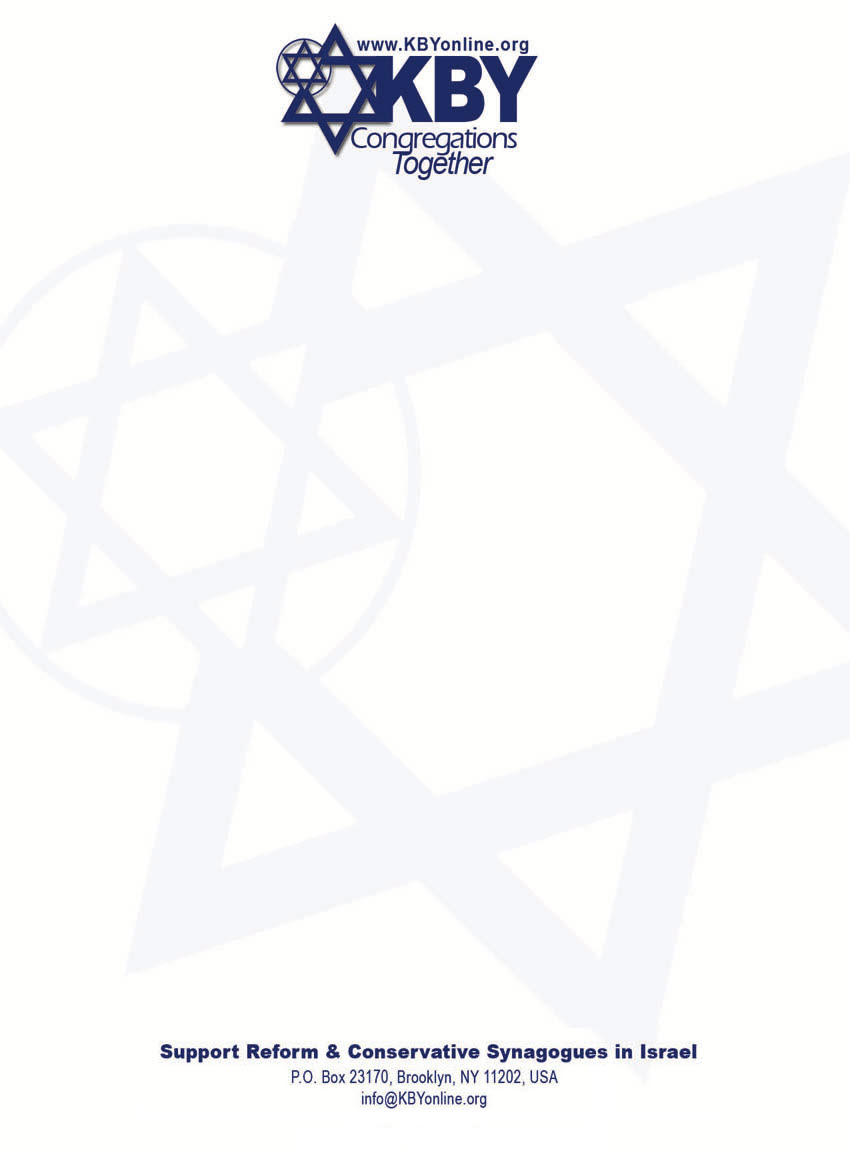 www.KBYonline.org
KBY
Congregations
Together
Support Reform & Conservative Synagogues in Israel
P.O. Box 23170, Brooklyn, NY 11202, USA
info@KBYonline.org